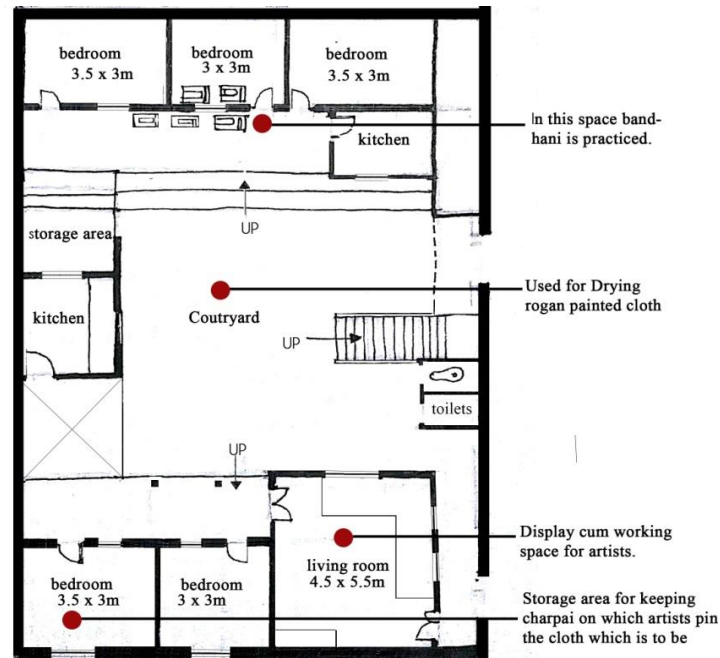 bedroom
3.5 x 3m
bedroom
3 x 3m
bedroom
3.5 x 3m
In this space band-
hani is practiced.
kitchen
UP
storage area
Used for Drying
rogan painted cloth
kitchen
Coutryard
UP
toilets
UP
Display cum working
space for artists.
living room
4.5 x 5.5m
bedroom
3.5 x 3m
bedroom
3 x 3m
Storage area for keeping
charpai on which artists pin
the cloth which is to be